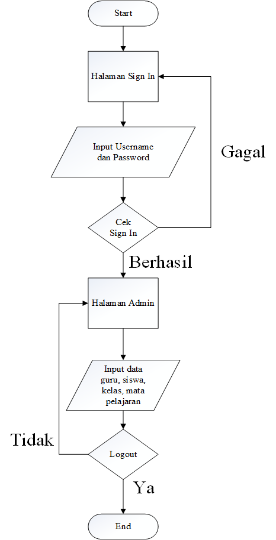 Start
Halaman Sign In
Input Username
dan Password
Gagal
Cek
Sign In
Berhasil
Halaman Admin
Input data
guru, siswa,
kelas, mata
pelajaran
Tidak
Logout
Ya
End